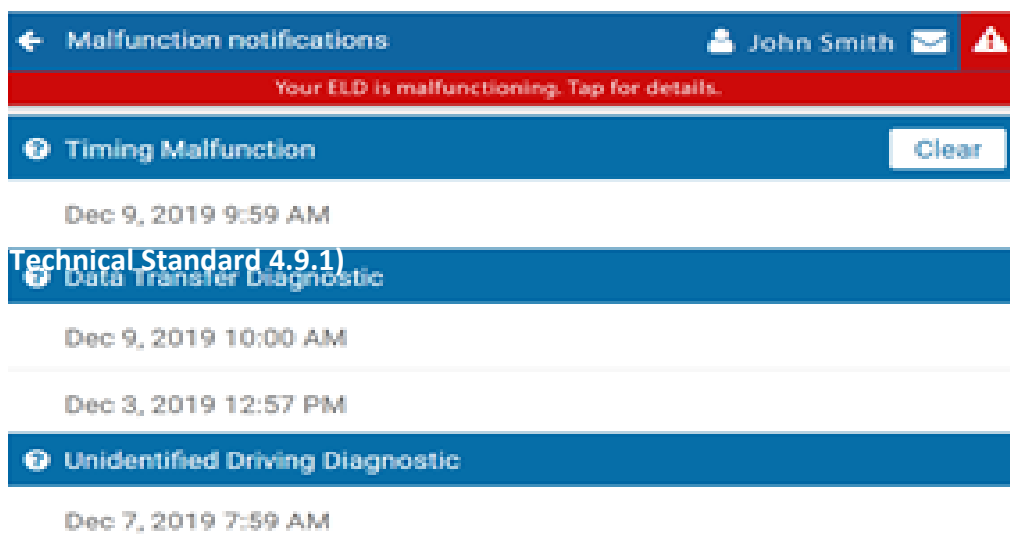 Malfunction notifications John Smith
Your ELD is malfunctioning. Tap for details.
Timing Malfunction Clear
Dec 9, 2019 9:59 AM
Technical Standard 4.9.1)
Data Transfer Diagnostic
Dec 9, 2019 10:00 AM
Dec 3, 2019 12:57 PM
Unidentified Driving Diagnostic
Dec 7, 2019 7:59 AM